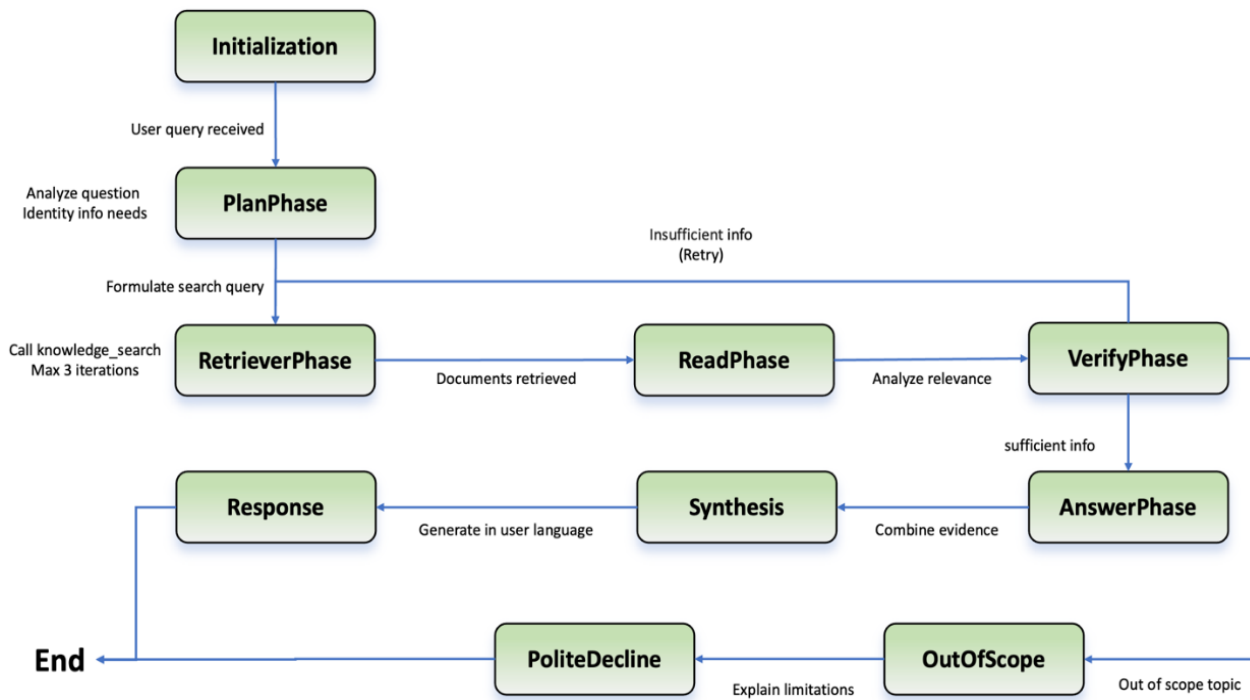 Initialization
User query received
Analyze question
Identity info needs
PlanPhase
Insufficient info
(Retry)
Formulate search query
Call knowledge_search
Max 3 iterations
RetrieverPhase
Documents retrieved
ReadPhase
Analyze relevance
VerifyPhase
sufficient info
Response
Generate in user language
Synthesis
Combine evidence
AnswerPhase
End
PoliteDecline
Explain limitations
OutOfScope
Out of scope topic